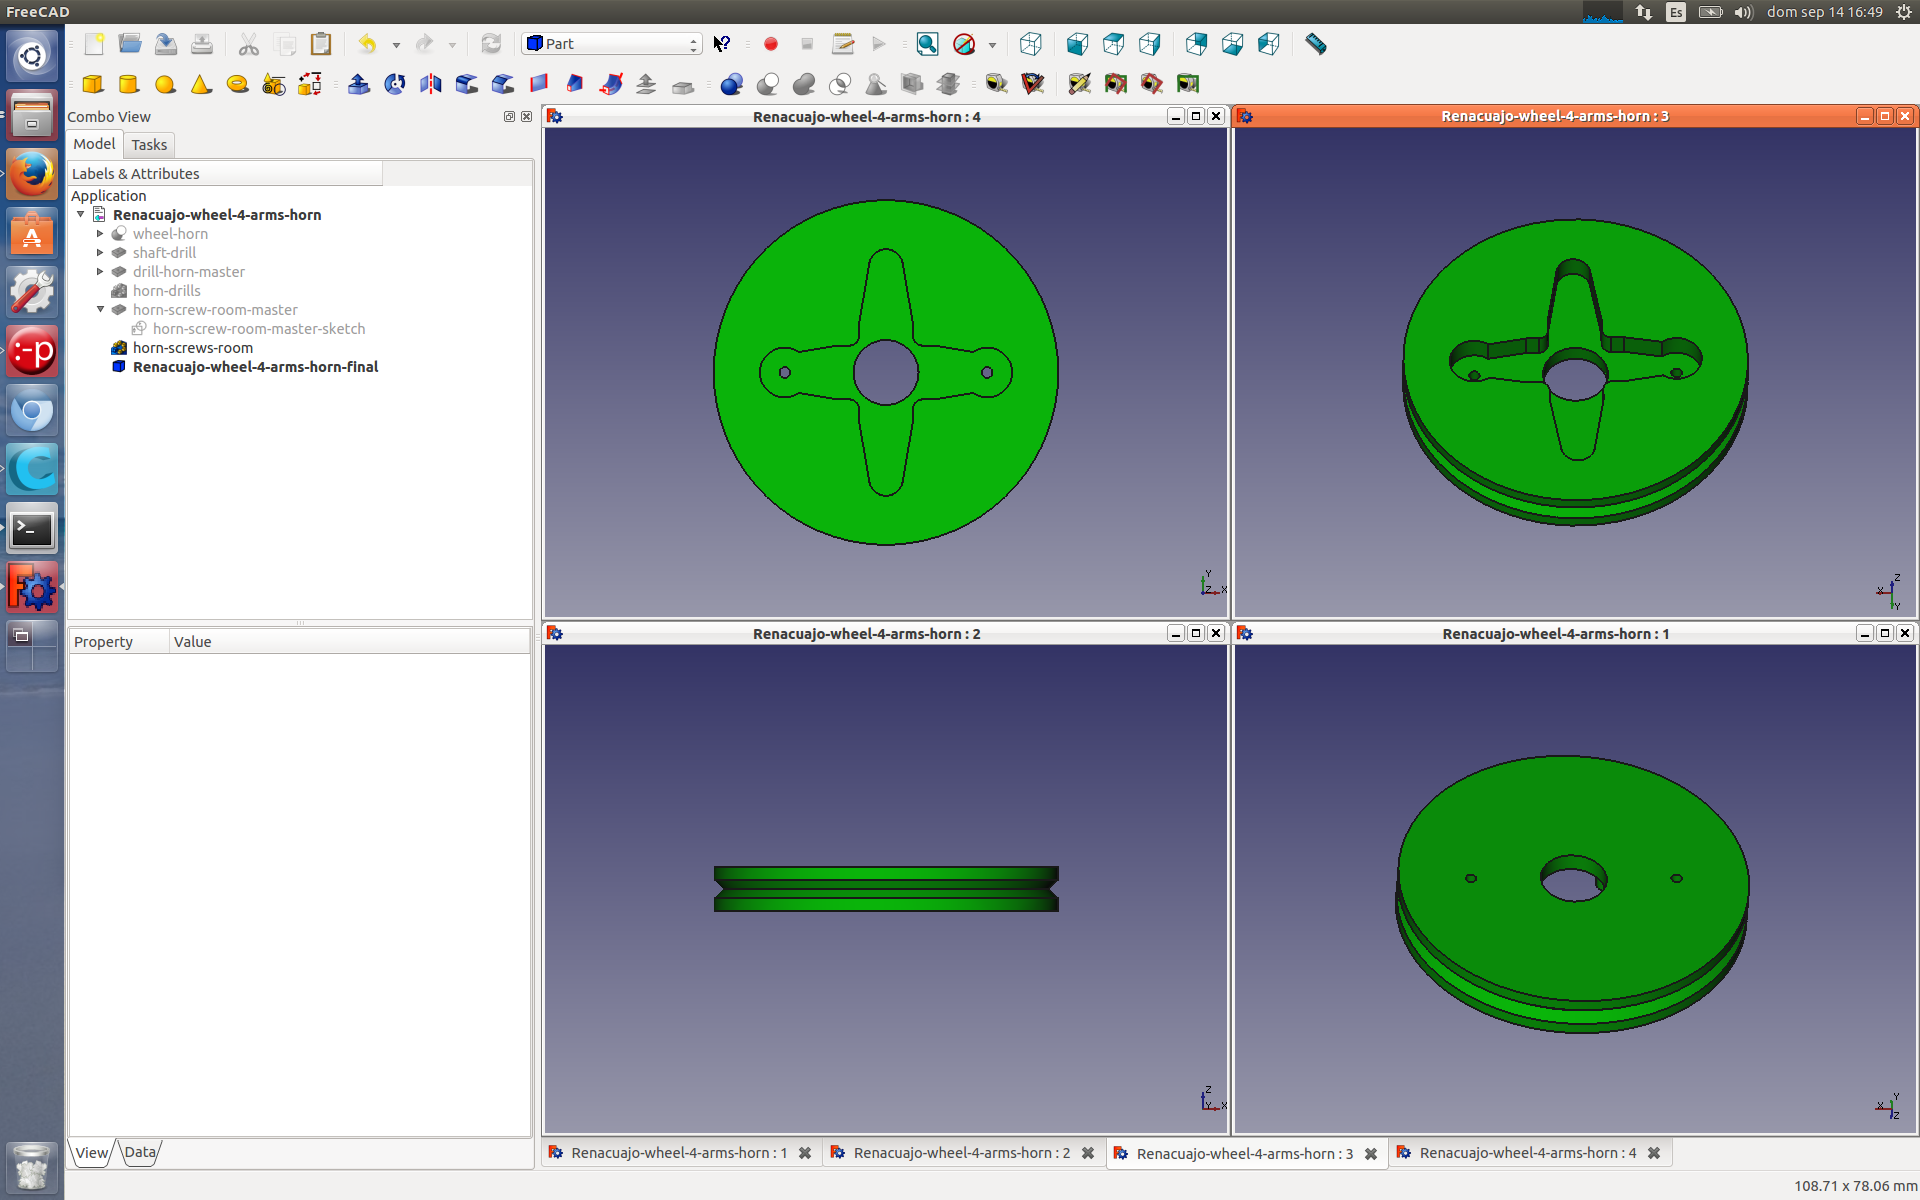 FreeCAD
Es
dom sep 14 16:49
Part
Combo View
Model
Tasks
Labels & Attributes
Application
Renacuajo-wheel-4-arms-horn
wheel-horn
shaft-drill
drill-horn-master
horn-drills
horn-screw-room-master
horn-screw-room-master-sketch
horn-screws-room
Renacuajo-wheel-4-arms-horn-final
Property
Value
View
Data
Renacuajo-wheel-4-arms-horn : 4
Y
Z
X
Renacuajo-wheel-4-arms-horn : 3
Z
X
Y
Renacuajo-wheel-4-arms-horn : 2
Z
Y
X
Renacuajo-wheel-4-arms-horn : 1
X
Y
Z
Renacuajo-wheel-4-arms-horn : 1
Renacuajo-wheel-4-arms-horn : 2
Renacuajo-wheel-4-arms-horn : 3
Renacuajo-wheel-4-arms-horn : 4
108.71 x 78.06 mm
:-p
>_